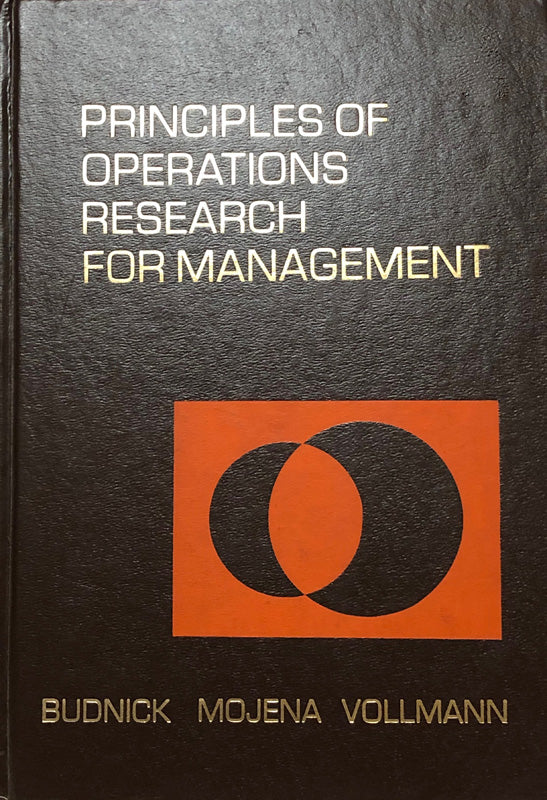 PRINCIPLES OF
OPERATIONS
RESEARCH
FOR MANAGEMENT
BUDNICK MOJENA VOLLMANN